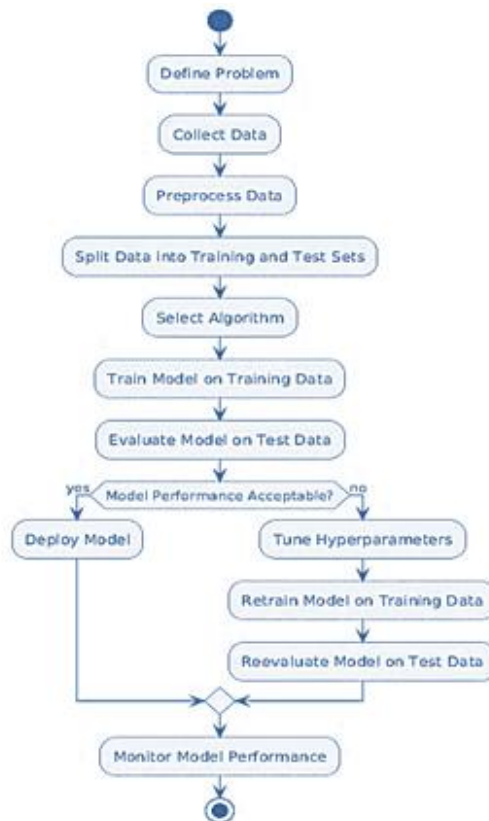 Define Problem
Collect Data
Preprocess Data
Split Data into Training and Test Sets
Select Algorithm
Train Model on Training Data
Evaluate Model on Test Data
yes
Model Performance Acceptable?
no
Deploy Model
Tune Hyperparameters
Retrain Model on Training Data
Reevaluate Model on Test Data
Monitor Model Performance